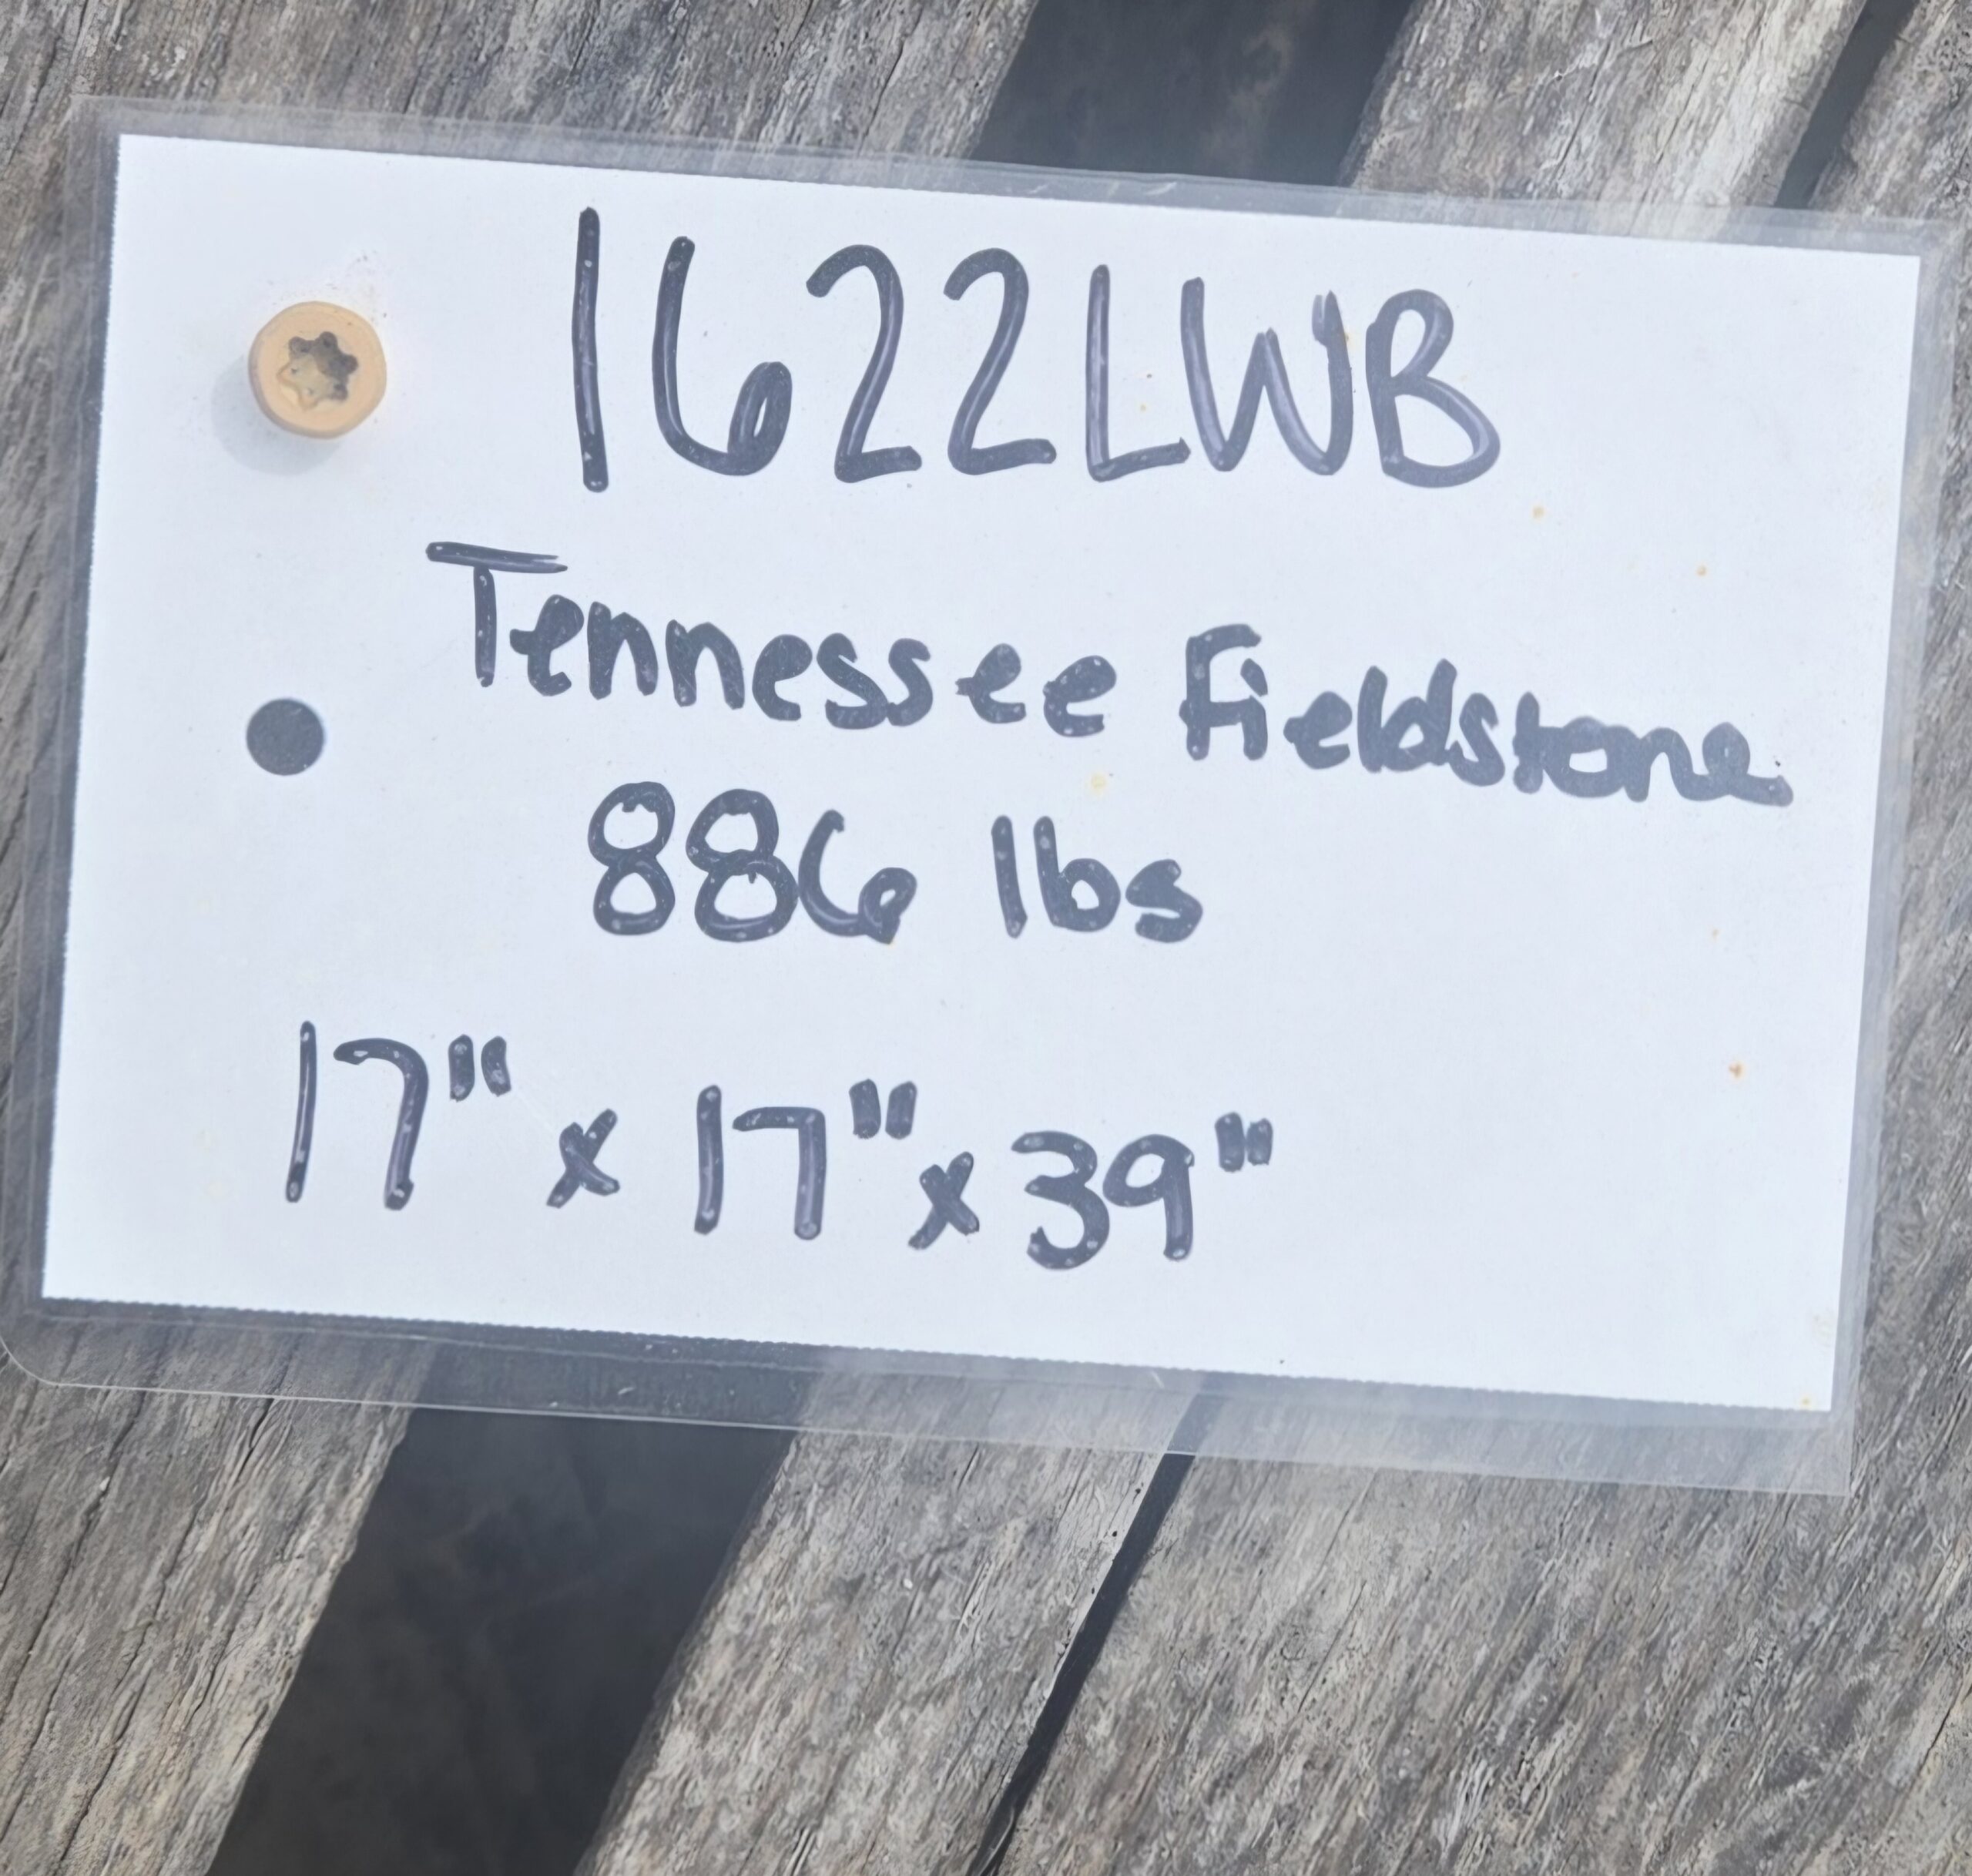 1622LWB
Tennessee Fieldstone
886 lbs
17" x 17" x 39"